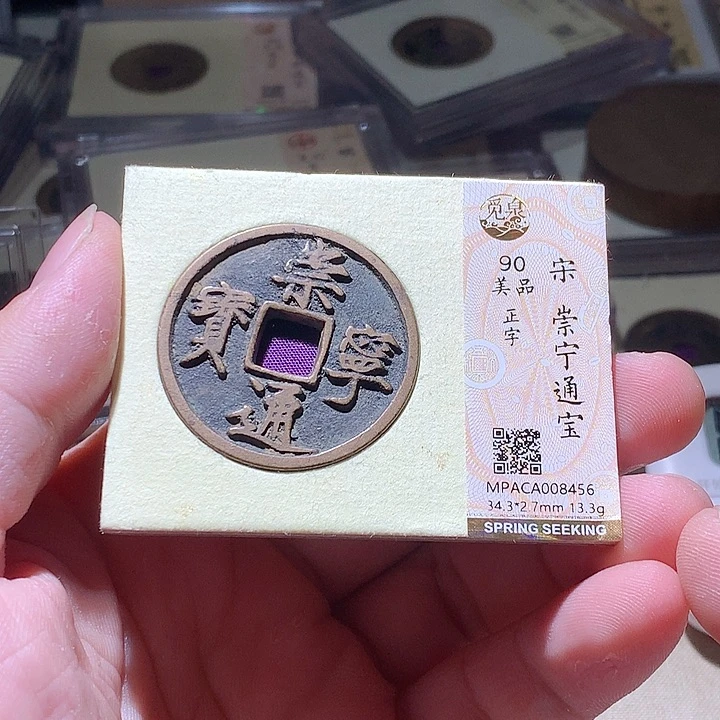 崇寧通寶
觅泉
宋 崇宁通宝
90
美品
正字
MPACA008456
34.3*2.7mm 13.3g
SPRING SEEKING